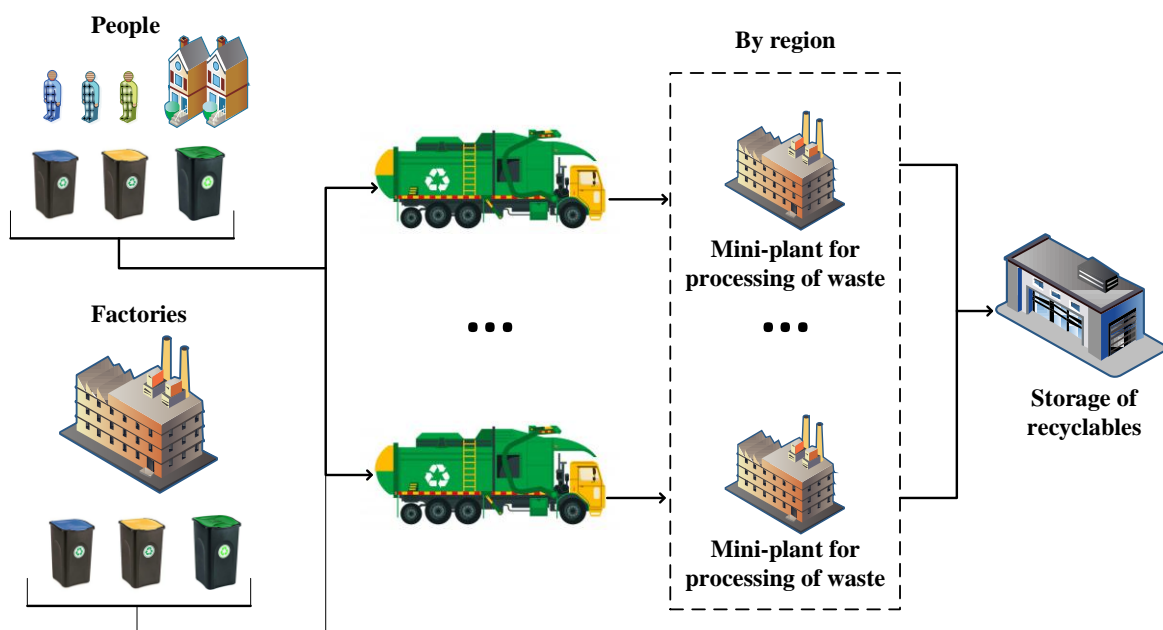 People
By region
Mini-plant for
processing of waste
Factories
Storage of
recyclables
Mini-plant for
processing of waste